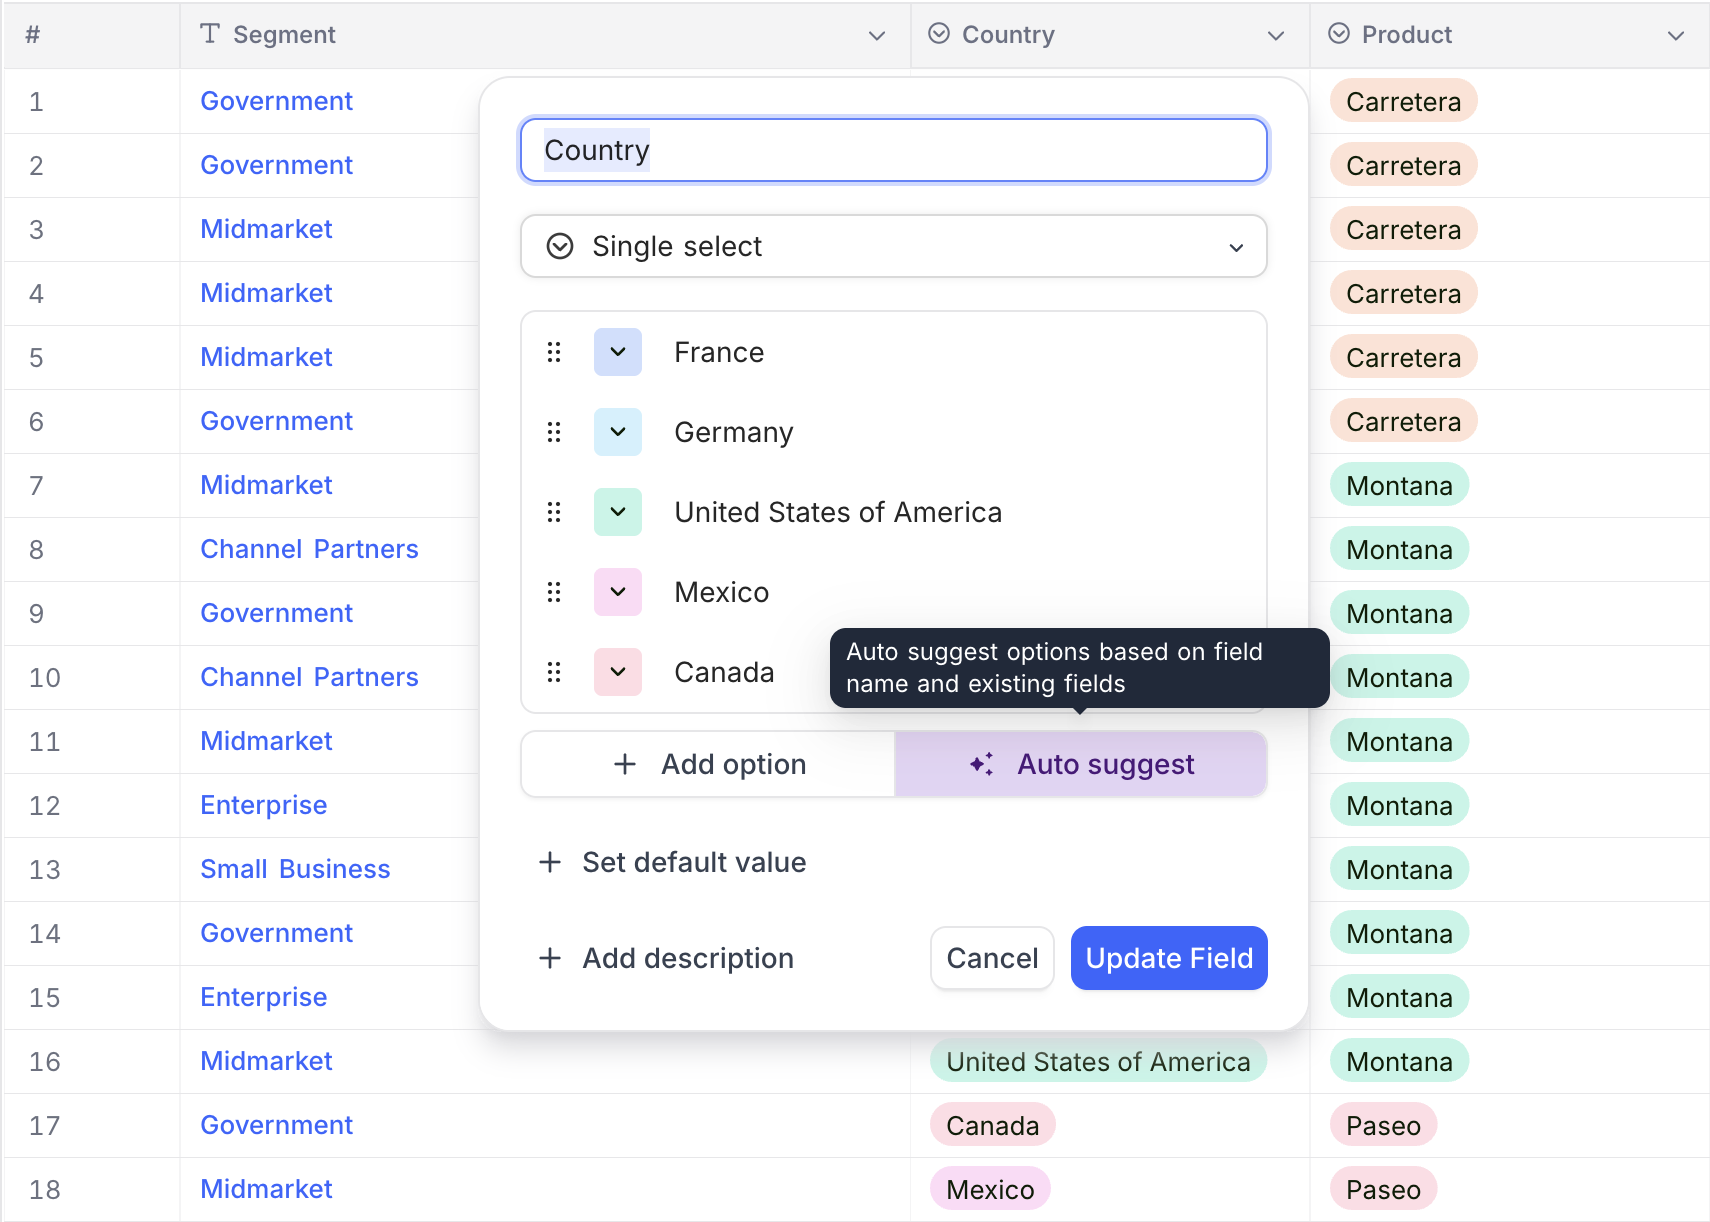 # Segment Country Product
1 Government Carretera
2 Government Carretera
3 Midmarket Carretera
4 Midmarket Carretera
5 Midmarket Carretera
6 Government Carretera
7 Midmarket Montana
8 Channel Partners Montana
9 Government Montana
10 Channel Partners Montana
11 Midmarket Montana
12 Enterprise Montana
13 Small Business Montana
14 Government Montana
15 Enterprise Montana
16 Midmarket United States of America Montana
17 Government Canada Paseo
18 Midmarket Mexico Paseo
Country
Single select
France
Germany
United States of America
Mexico
Canada
Auto suggest options based on field
name and existing fields
Add option Auto suggest
Set default value
Add description Cancel Update Field